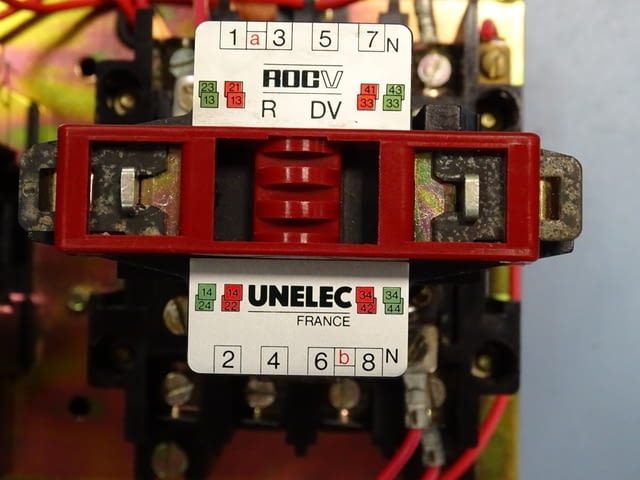 1 a 3 5 7 N
ROCV
23 21 41 43
13 13 33 33
R DV
14 14 UNELEC 34 34
24 22 42 44
FRANCE
2 4 6 b 8 N